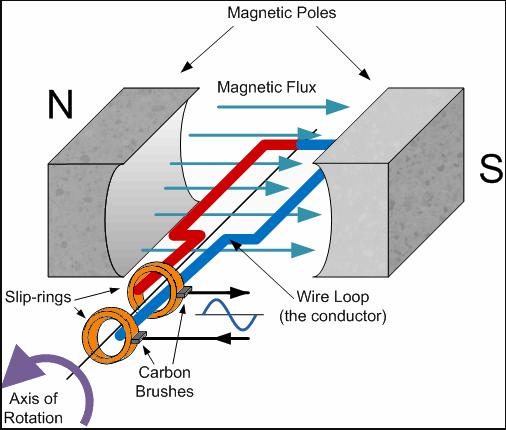 Magnetic Poles
N
Magnetic Flux
S
Slip-rings
Wire Loop
(the conductor)
Carbon
Brushes
Axis of
Rotation